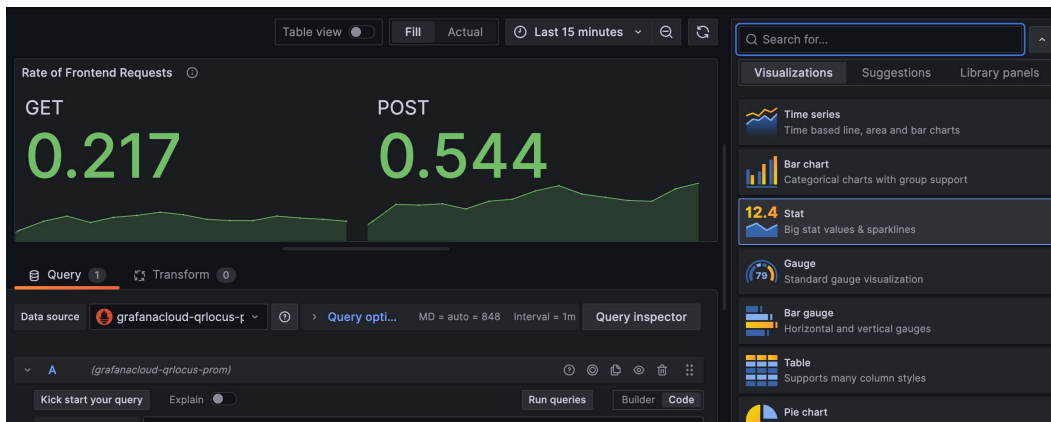 Table view
Fill
Actual
Last 15 minutes
Rate of Frontend Requests
GET
0.217
POST
0.544
Query 1
Transform 0
Data source
grafanacloud-qrlocus-p
Query opti...
MD = auto = 848
Interval = 1m
Query inspector
A
(grafanacloud-qrlocus-prom)
Kick start your query
Explain
Run queries
Builder
Code
Search for...
Visualizations
Suggestions
Library panels
Time series
Time based line, area and bar charts
Bar chart
Categorical charts with group support
12.4
Stat
Big stat values & sparklines
79
Gauge
Standard gauge visualization
Bar gauge
Horizontal and vertical gauges
Table
Supports many column styles
Pie chart